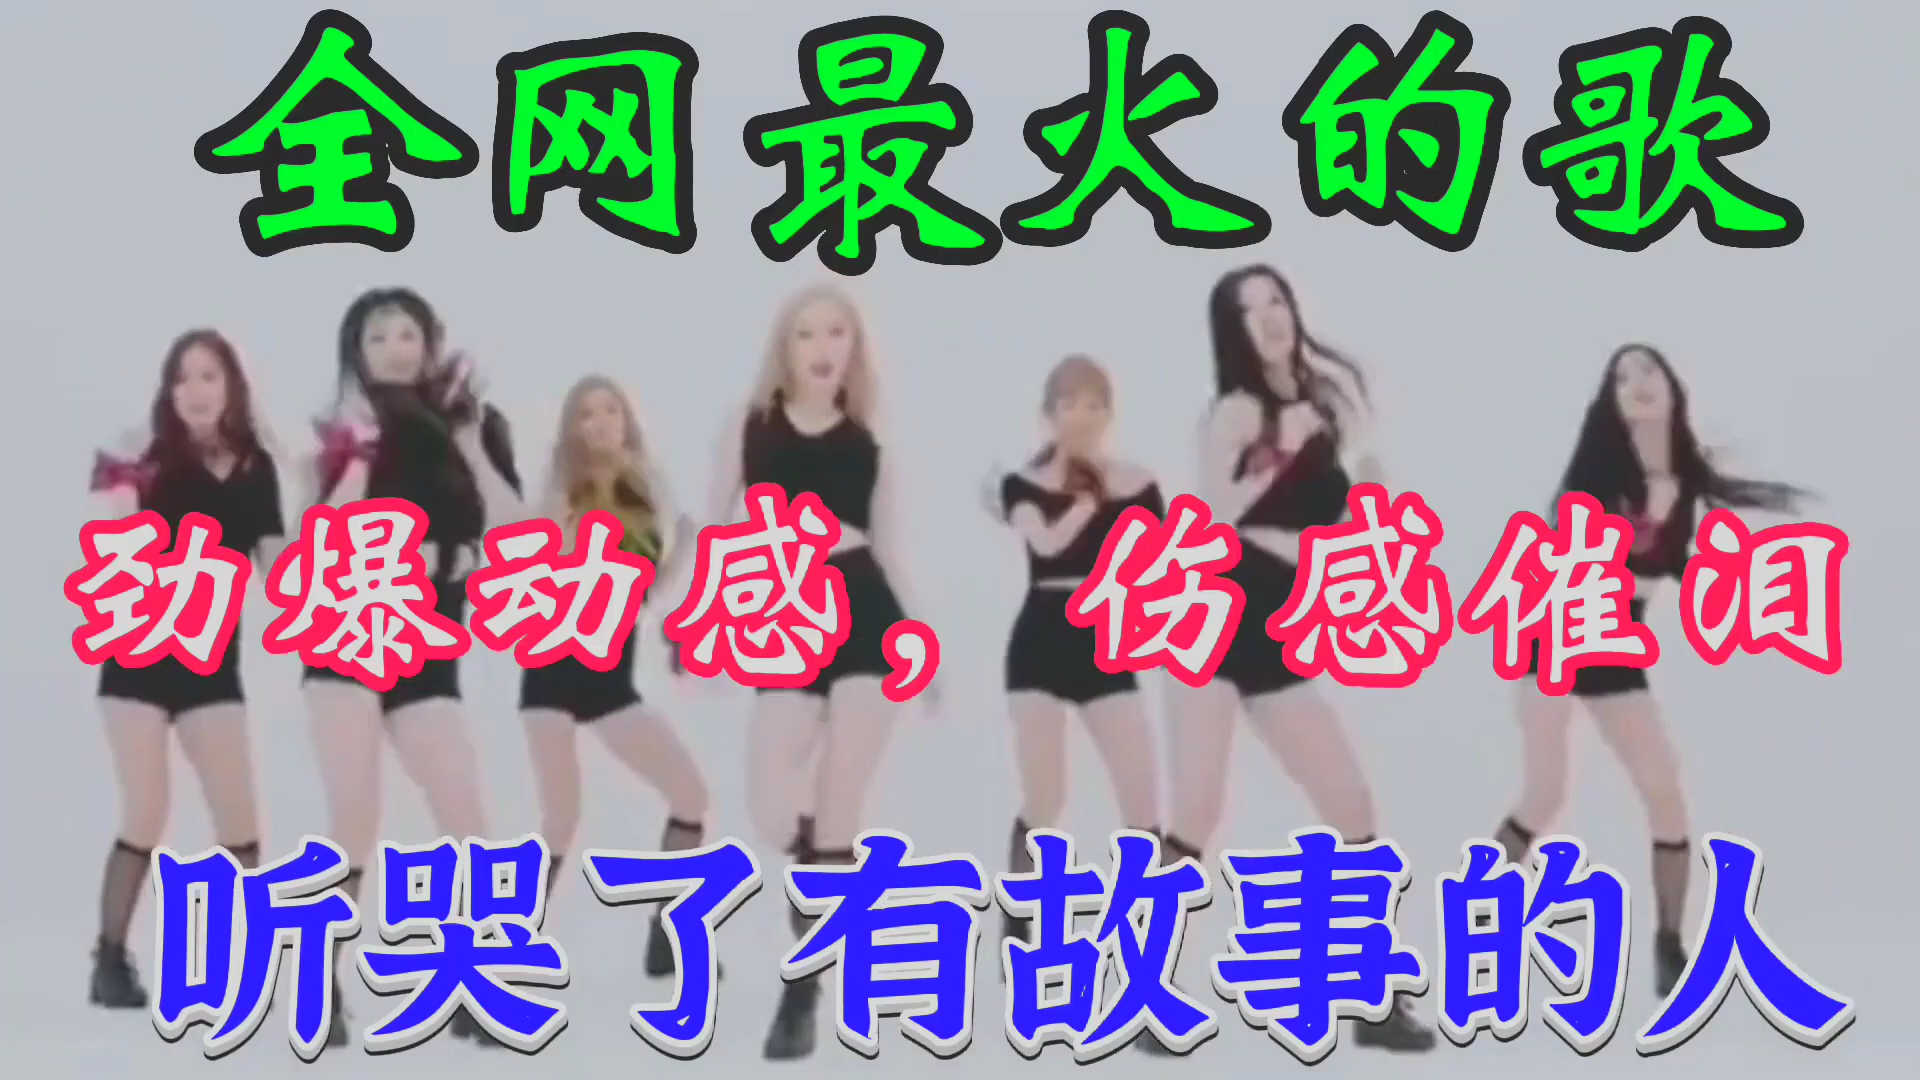 全网最火的歌
劲爆动感，伤感催泪
听哭了有故事的人